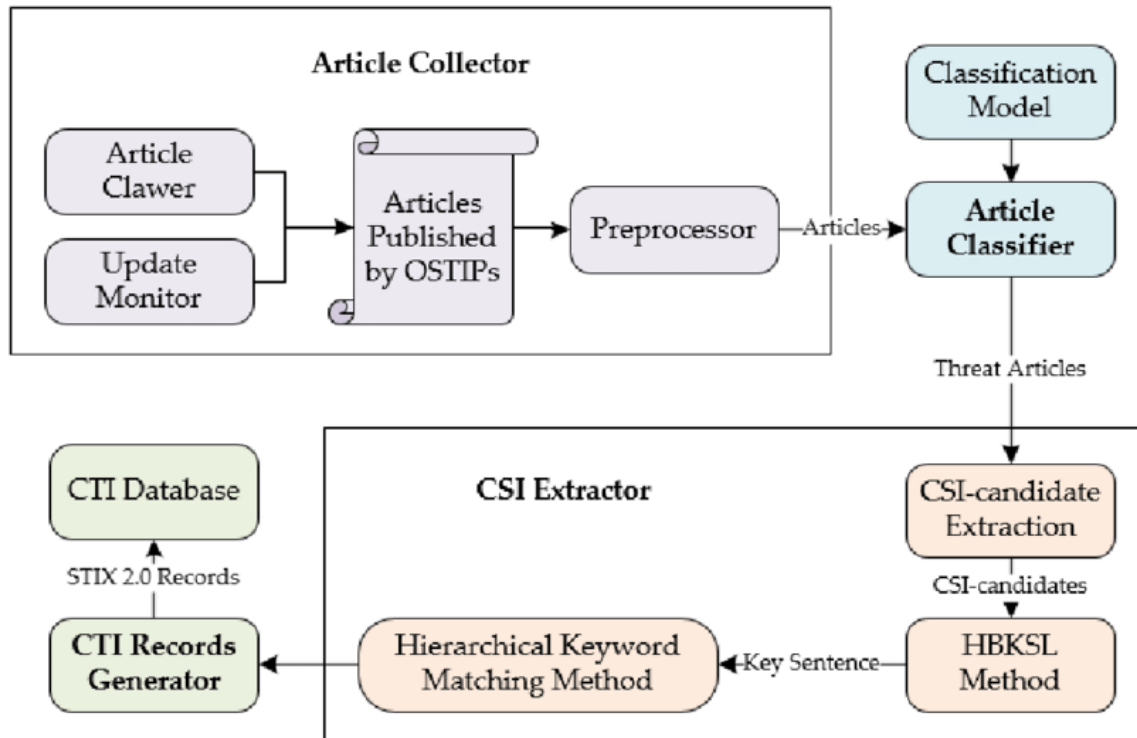 Article Collector
Article
Clawer
Update
Monitor
Articles
Published
by OSTIPs
Preprocessor
Articles
Classification
Model
Article
Classifier
Threat Articles
CSI Extractor
CSI-candidate
Extraction
CSI-candidates
HBKSL
Method
Key Sentence
Hierarchical Keyword
Matching Method
CTI Records
Generator
STIX 2.0 Records
CTI Database